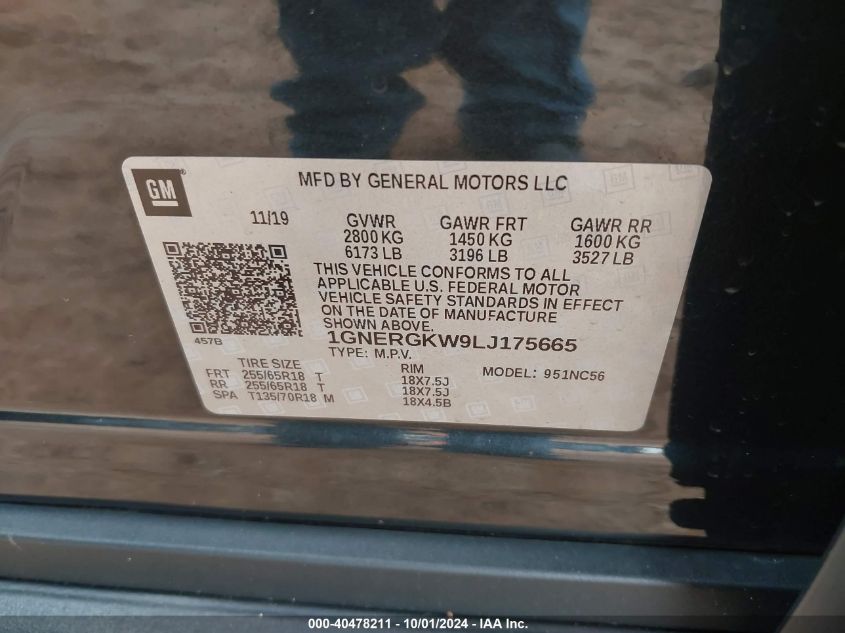 GM
MFD BY GENERAL MOTORS LLC
11/19 GVWR GAWR FRT GAWR RR
2800 KG 1450 KG 1600 KG
6173 LB 3196 LB 3527 LB
THIS VEHICLE CONFORMS TO ALL
APPLICABLE U.S. FEDERAL MOTOR
VEHICLE SAFETY STANDARDS IN EFFECT
ON THE DATE OF MANUFACTURE
SHOWN ABOVE.
457B
1GNERGKW9LJ175665
TYPE: M.P.V.
TIRE SIZE RIM MODEL: 951NC56
FRT 255/65R18 T 18X7.5J
RR 255/65R18 T 18X7.5J
SPA T135/70R18 M 18X4.5B
000-40478211 - 10/01/2024 - IAA Inc.